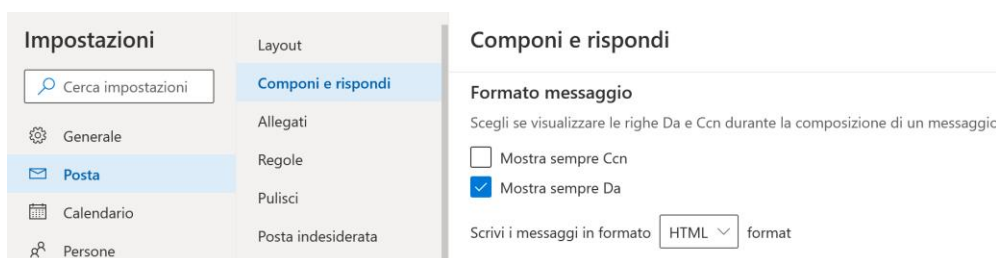 Impostazioni
Cerca impostazioni
Generale
Posta
Calendario
Persone
Layout
Componi e rispondi
Allegati
Regole
Pulisci
Posta indesiderata
Componi e rispondi
Formato messaggio
Scegli se visualizzare le righe Da e Ccn durante la composizione di un messaggio
Mostra sempre Ccn
Mostra sempre Da
Scrivi i messaggi in formato HTML format